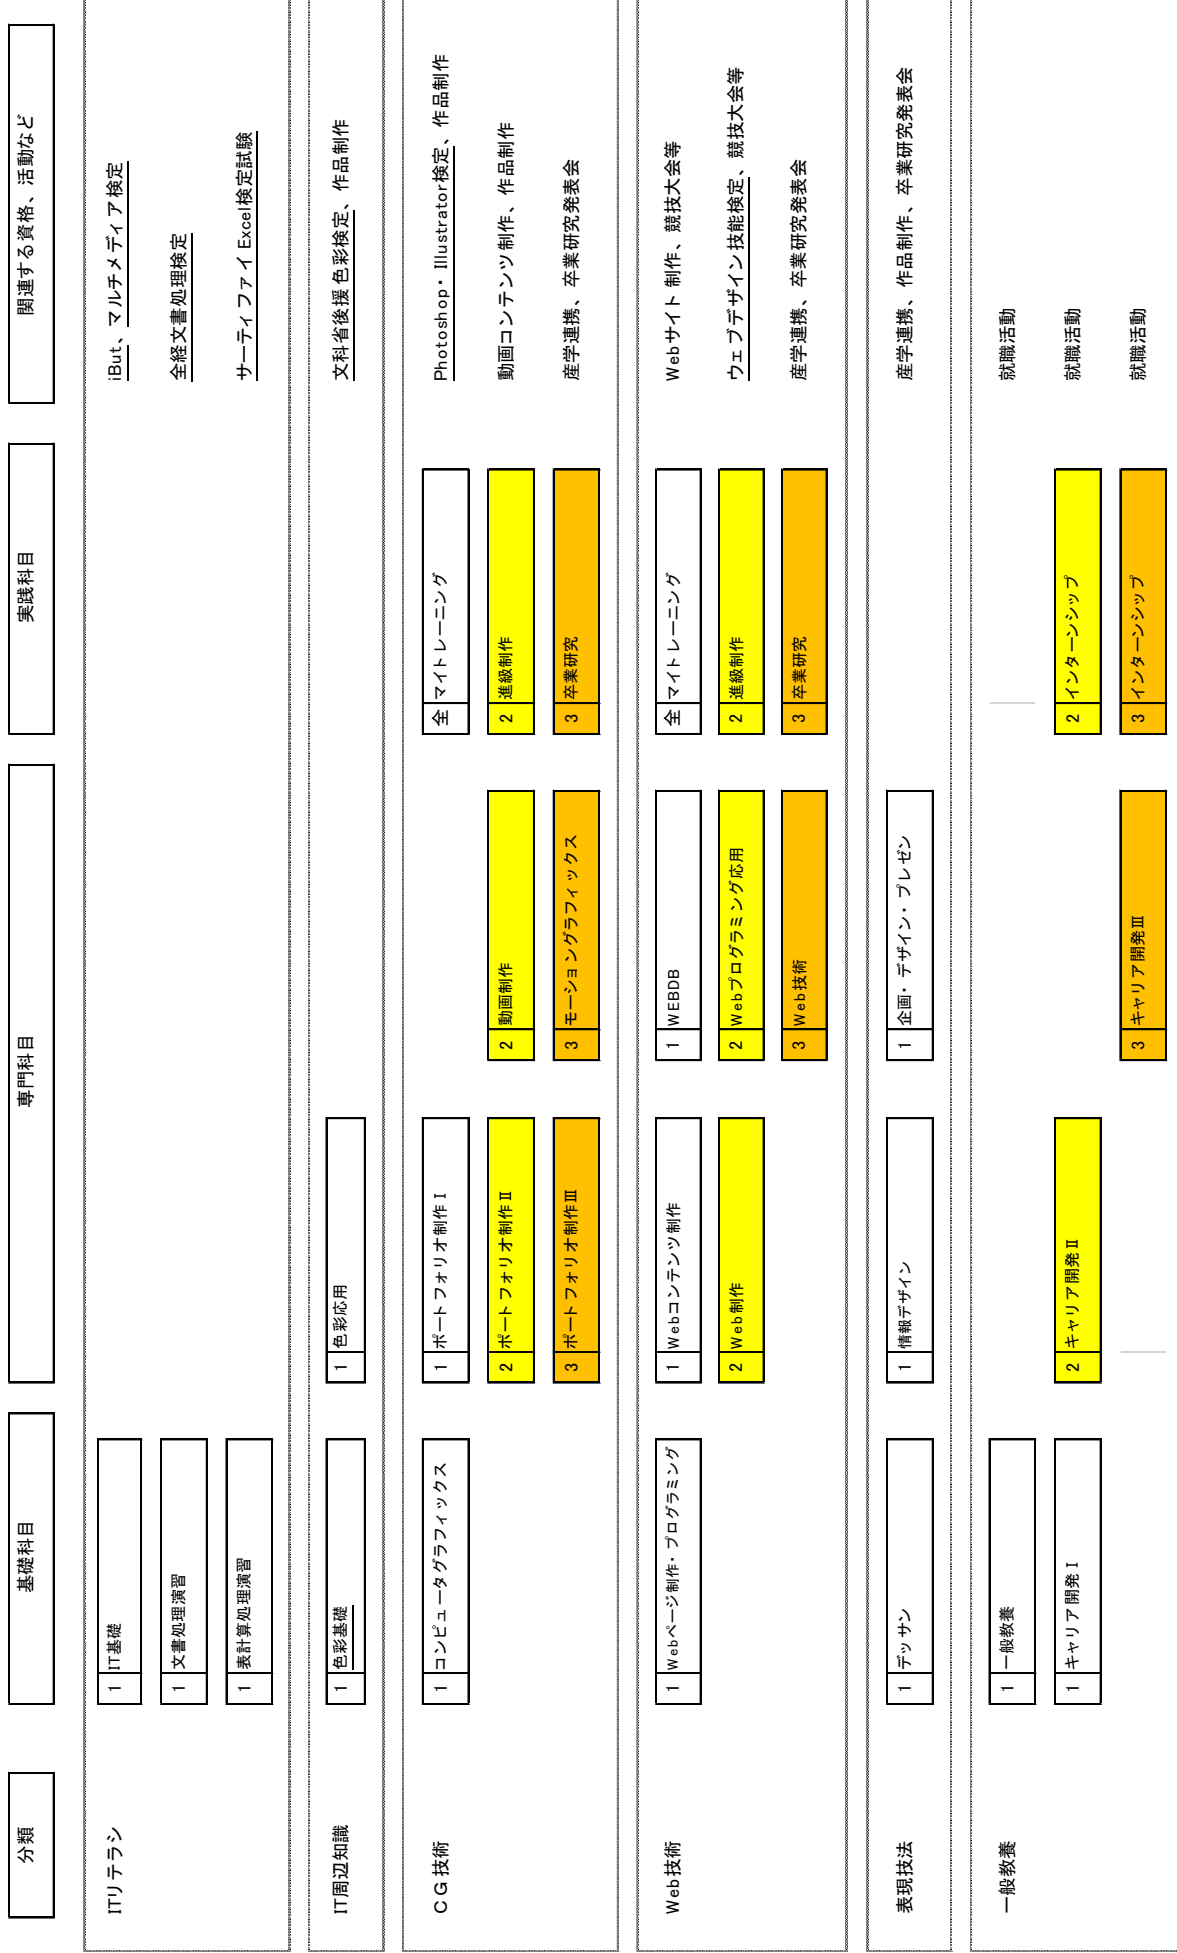 分類 基礎科目 専門科目 実践科目 関連する資格、活動など
ITリテラシ 1 IT基礎 iBut、マルチメディア検定
1 文書処理演習 全経文書処理検定
1 表計算処理演習 サーティファイExcel検定試験
IT周辺知識 1 色彩基礎 1 色彩応用 文科省後援色彩検定、作品制作
CG技術 1 コンピュータグラフィックス 1 ポートフォリオ制作Ⅰ 全 マイトレーニング Photoshop・Illustrator検定、作品制作
2 ポートフォリオ制作Ⅱ 2 動画制作 2 進級制作 動画コンテンツ制作、作品制作
3 ポートフォリオ制作Ⅲ 3 モーショングラフィックス 3 卒業研究 産学連携、卒業研究発表会
Web技術 1 Webページ制作・プログラミング 1 Webコンテンツ制作 1 WEBDB 全 マイトレーニング Webサイト制作、競技大会等
2 Web制作 2 Webプログラミング応用 2 進級制作 ウェブデザイン技能検定、競技大会等
3 Web技術 3 卒業研究 産学連携、卒業研究発表会
表現技法 1 デッサン 1 情報デザイン 1 企画・デザイン・プレゼン 産学連携、作品制作、卒業研究発表会
一般教養 1 一般教養 就職活動
1 キャリア開発Ⅰ 2 キャリア開発Ⅱ 2 インターンシップ 就職活動
3 キャリア開発Ⅲ 3 インターンシップ 就職活動